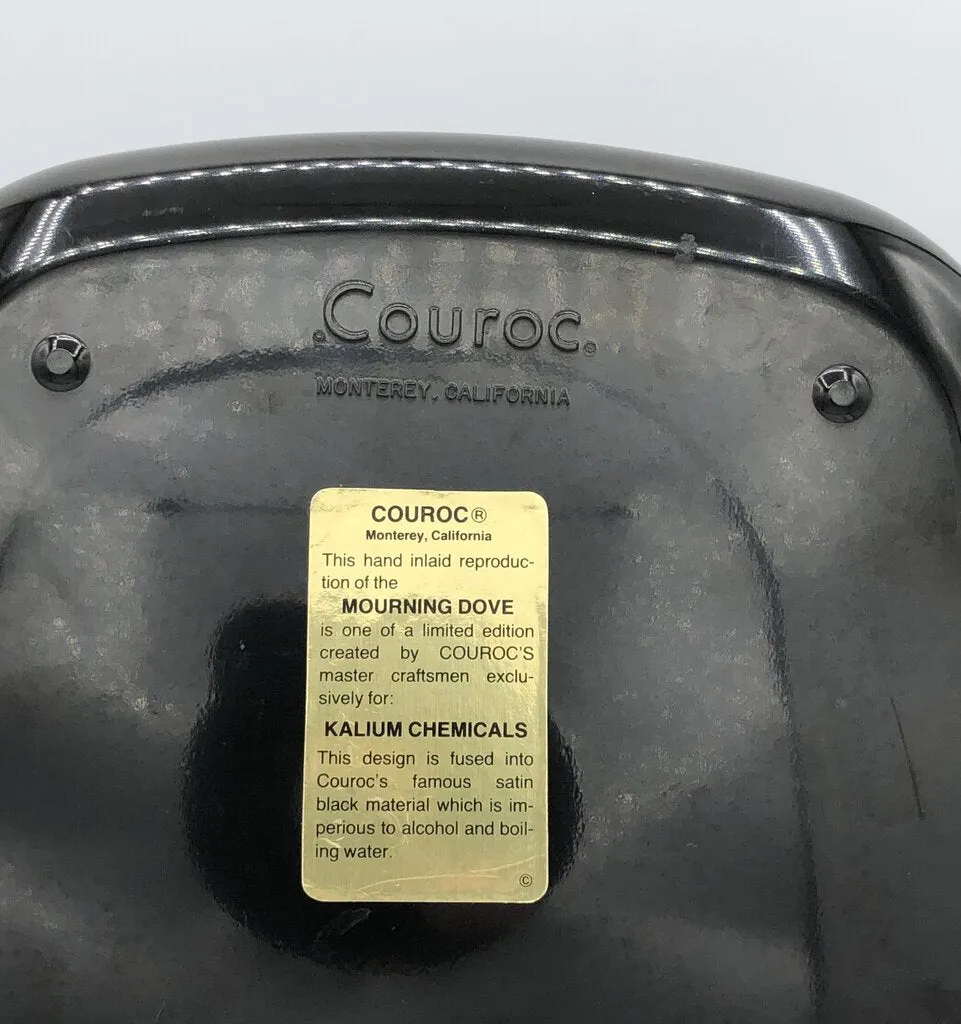 Couroc
MONTEREY, CALIFORNIA
COUROC®
Monterey, California
This hand inlaid reproduc-
tion of the
MOURNING DOVE
is one of a limited edition
created by COUROC'S
master craftsmen exclu-
sively for:
KALIUM CHEMICALS
This design is fused into
Couroc's famous satin
black material which is im-
perious to alcohol and boil-
ing water.
©